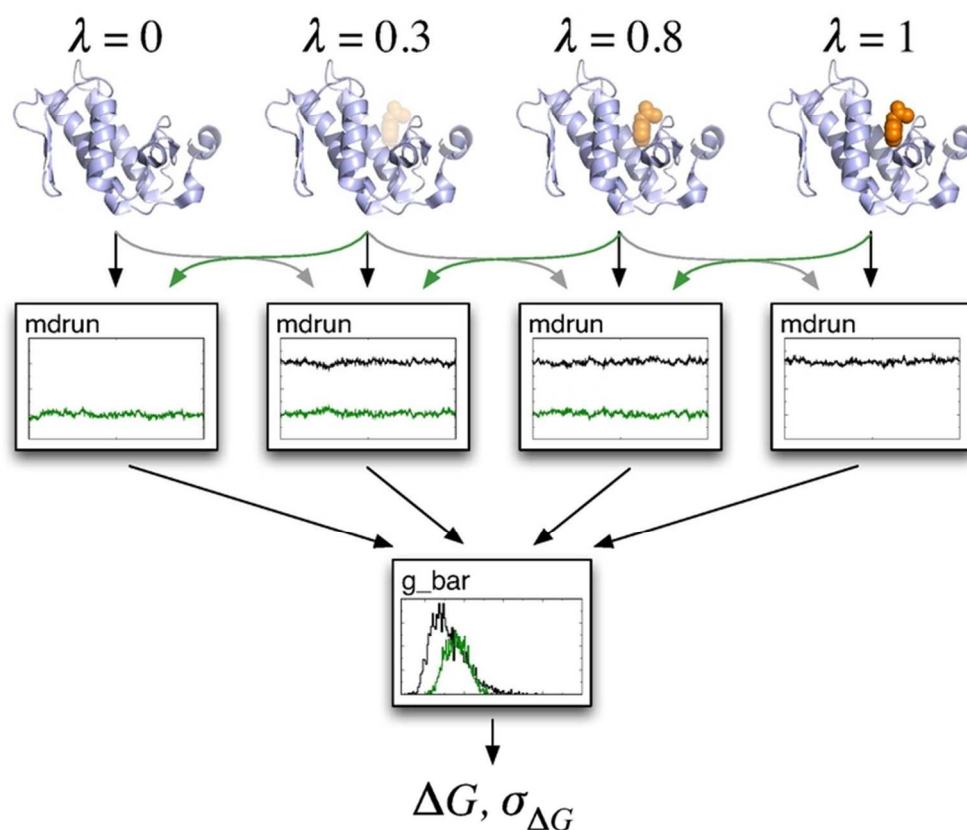 λ = 0 λ = 0.3 λ = 0.8 λ = 1
mdrun mdrun mdrun mdrun
g_bar
ΔG, σ_ΔG